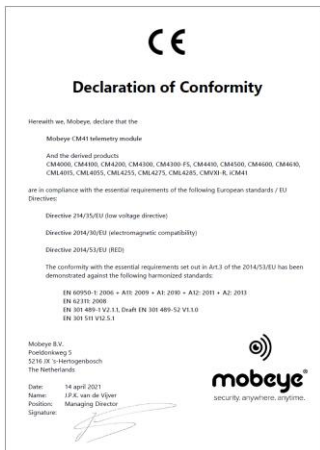 CE
Declaration of Conformity
Herewith we, Mobeye, declare that the
Mobeye CM41 telemetry module
And the derived products
CM4000, CM4100, CM4200, CM4300, CM4300-FS, CM4410, CM4500, CM4600, CM4610,
CML4015, CML4055, CML4255, CML4275, CML4285, CMVXI-R, iCM41
are in compliance with the essential requirements of the following European standards / EU
Directives:
Directive 214/35/EU (low voltage directive)
Directive 2014/30/EU (electromagnetic compatibility)
Directive 2014/53/EU (RED)
The conformity with the essential requirements set out in Art.3 of the 2014/53/EU has been
demonstrated against the following harmonized standards:
EN 60950-1: 2006 + A11: 2009 + A1: 2010 + A12: 2011 + A2: 2013
EN 62311: 2008
EN 301 489-1 V2.1.1, Draft EN 301 489-52 V1.1.0
EN 301 511 V12.5.1
Mobeye B.V.
Poeldonkweg 5
5216 JX 's-Hertogenbosch
The Netherlands
Date: 14 april 2021
Name: J.P.K. van de Vijver
Position: Managing Director
Signature:
mobeye®
security. anywhere. anytime.